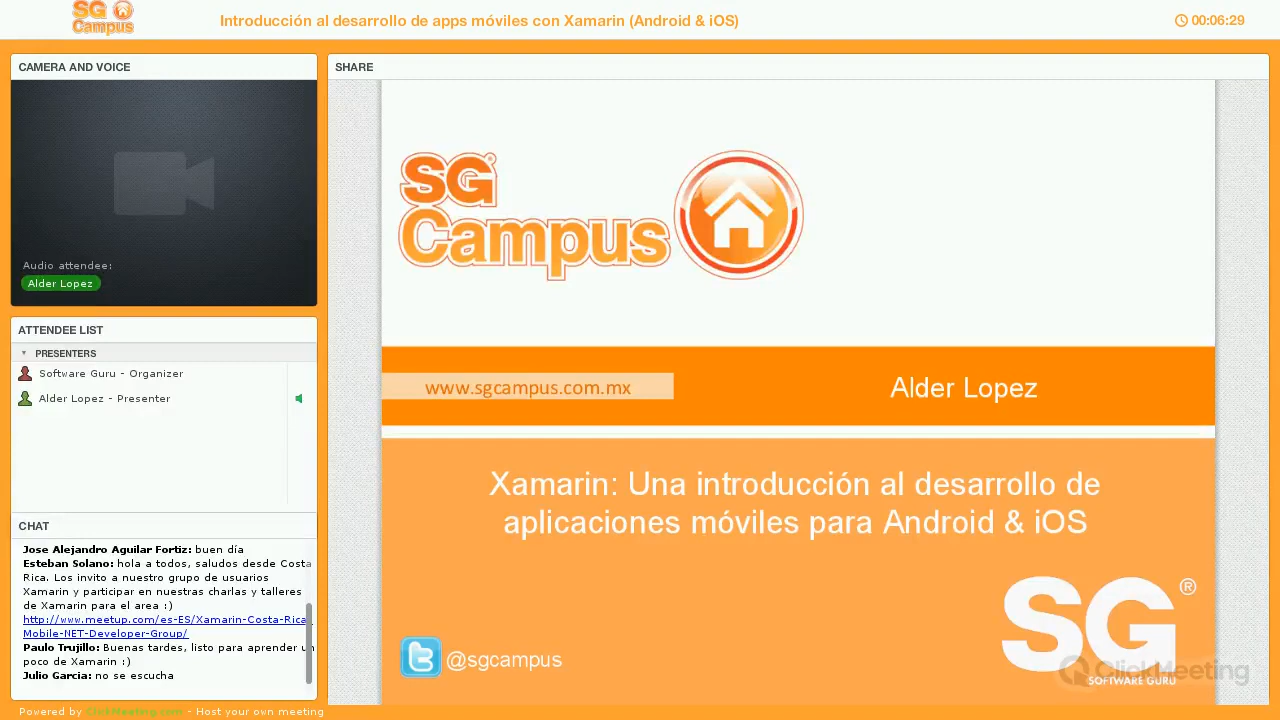 SG Campus
Introducción al desarrollo de apps móviles con Xamarin (Android & iOS)
00:06:29
CAMERA AND VOICE
Audio attendee:
Alder Lopez
ATTENDEE LIST
PRESENTERS
Software Guru - Organizer
Alder Lopez - Presenter
CHAT
Jose Alejandro Aguilar Fortiz: buen día
Esteban Solano: hola a todos, saludos desde Costa
Rica. Los invito a nuestro grupo de usuarios
Xamarin y participar en nuestras charlas y talleres
de Xamarin para el area :)
http://www.meetup.com/es-ES/Xamarin-Costa-Rica-
Mobile-NET-Developer-Group/
Paulo Trujillo: Buenas tardes, listo para aprender un
poco de Xamarin :)
Julio Garcia: no se escucha
Powered by ClickMeeting.com - Host your own meeting
SHARE
SG®
Campus
www.sgcampus.com.mx
Alder Lopez
Xamarin: Una introducción al desarrollo de
aplicaciones móviles para Android & iOS
SG®
SOFTWARE GURU
@sgcampus
ClickMeeting